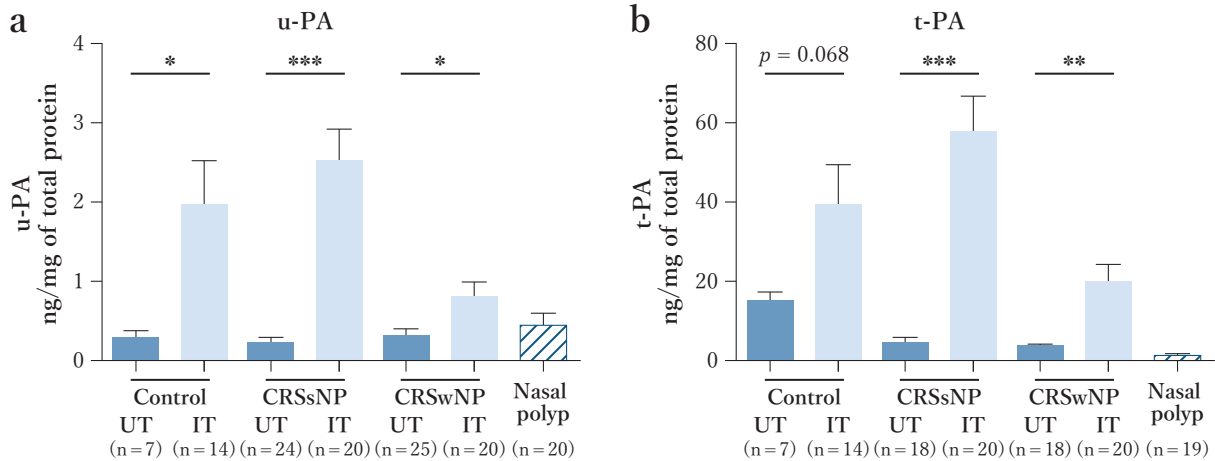 a
u-PA
4
3
2
1
0
u-PA
ng/mg of total protein
*
***
*
Control
CRSsNP
CRSwNP
Nasal
polyp
UT IT UT IT UT IT
(n=7) (n=14) (n=24) (n=20) (n=25) (n=20) (n=20)
b
t-PA
80
60
40
20
0
t-PA
ng/mg of total protein
p = 0.068
***
**
Control
CRSsNP
CRSwNP
Nasal
polyp
UT IT UT IT UT IT
(n=7) (n=14) (n=18) (n=20) (n=18) (n=20) (n=19)